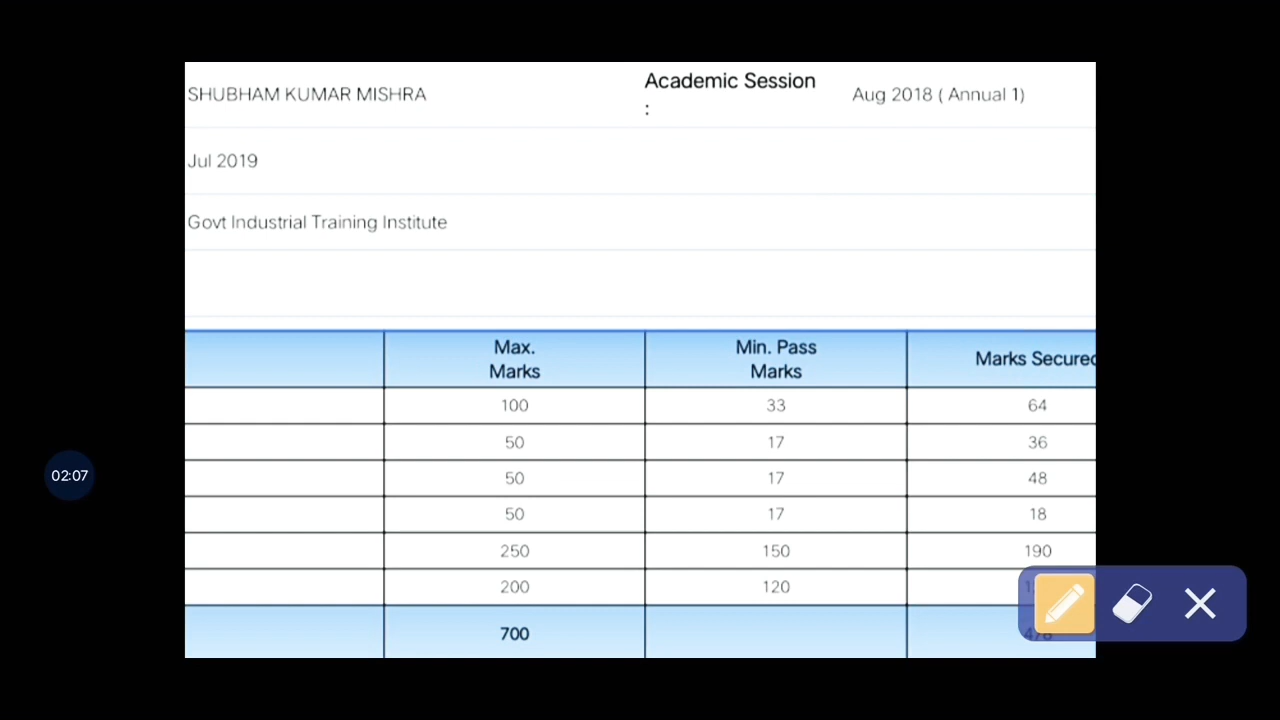 SHUBHAM KUMAR MISHRA Academic Session : Aug 2018 ( Annual 1)
Jul 2019
Govt Industrial Training Institute
Max. Marks Min. Pass Marks Marks Secured
100 33 64
50 17 36
50 17 48
50 17 18
250 150 190
200 120
700
02:07